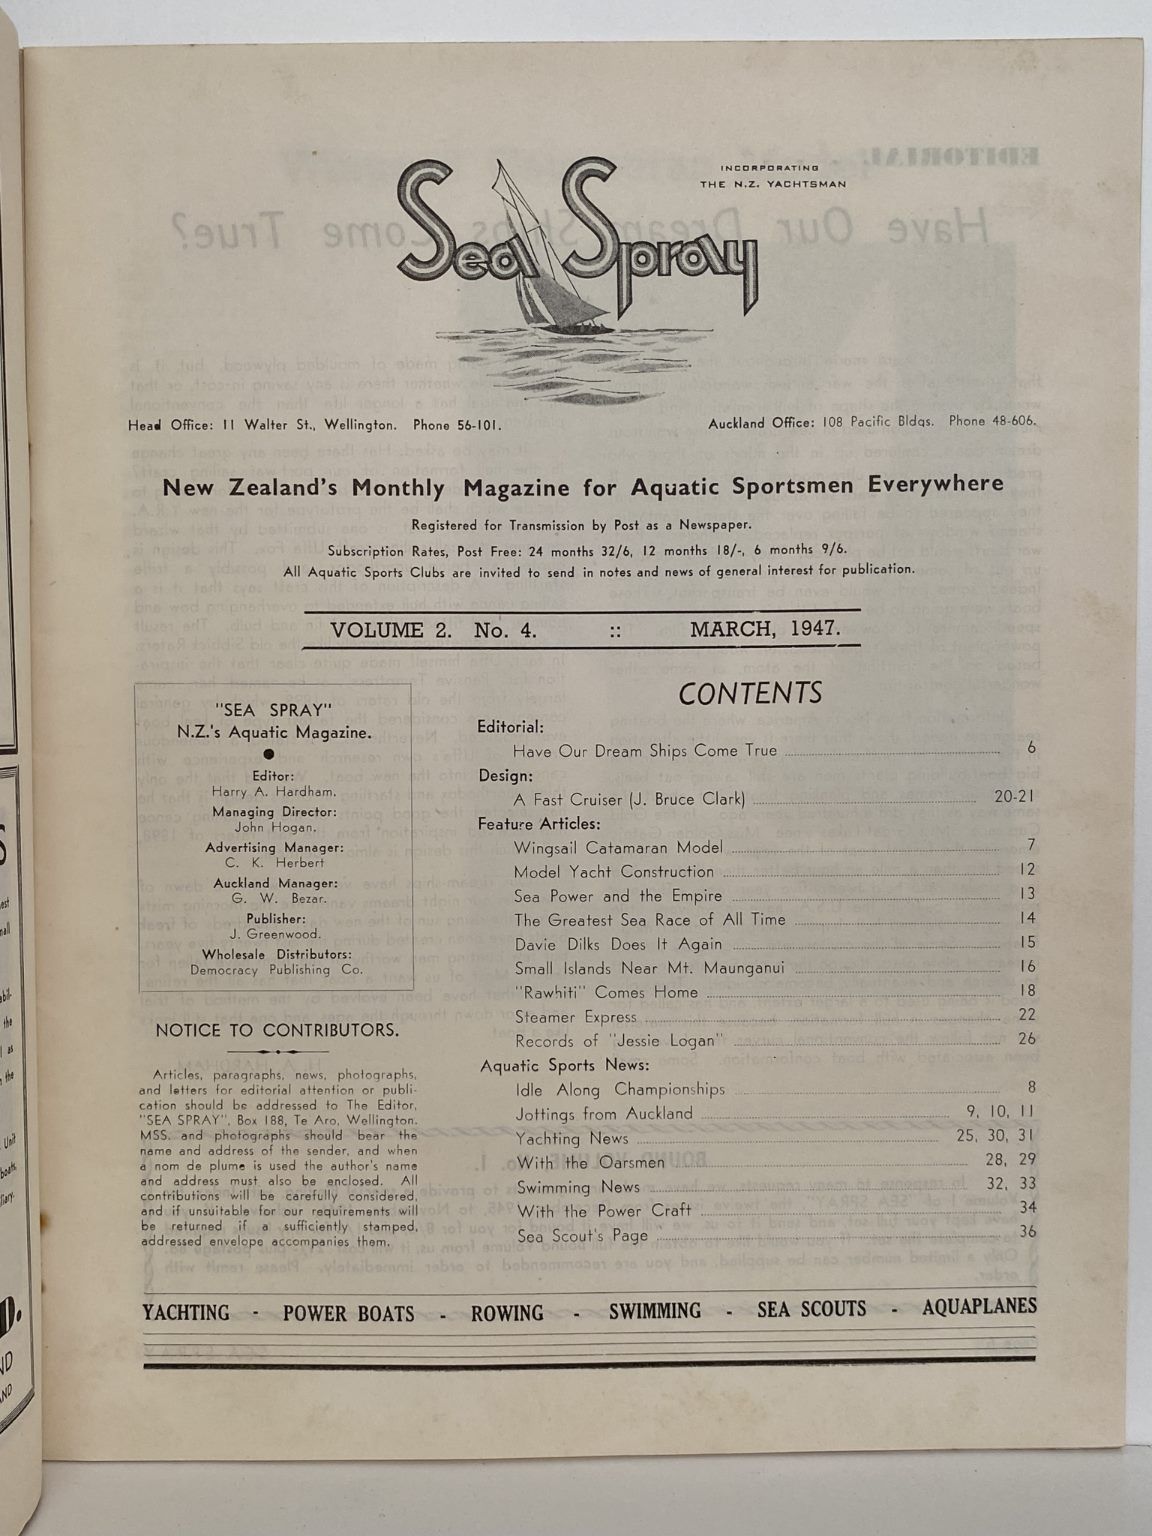 INCORPORATING
THE N.Z. YACHTSMAN
Sea Spray
Head Office: 11 Walter St., Wellington. Phone 56-101.
Auckland Office: 108 Pacific Bldgs. Phone 48-606.
New Zealand's Monthly Magazine for Aquatic Sportsmen Everywhere
Registered for Transmission by Post as a Newspaper.
Subscription Rates, Post Free: 24 months 32/6, 12 months 18/-, 6 months 9/6.
All Aquatic Sports Clubs are invited to send in notes and news of general interest for publication.
VOLUME 2. No. 4. :: MARCH, 1947.
"SEA SPRAY"
N.Z.'s Aquatic Magazine.
Editor:
Harry A. Hardham.
Managing Director:
John Hogan.
Advertising Manager:
C. K. Herbert
Auckland Manager:
G. W. Bezar.
Publisher:
J. Greenwood.
Wholesale Distributors:
Democracy Publishing Co.
NOTICE TO CONTRIBUTORS.
Articles, paragraphs, news, photographs,
and letters for editorial attention or publi-
cation should be addressed to The Editor,
"SEA SPRAY", Box 188, Te Aro, Wellington.
MSS. and photographs should bear the
name and address of the sender, and when
a nom de plume is used the author's name
and address must also be enclosed. All
contributions will be carefully considered,
and if unsuitable for our requirements will
be returned if a sufficiently stamped,
addressed envelope accompanies them.
CONTENTS
Editorial:
Have Our Dream Ships Come True 6
Design:
A Fast Cruiser (J. Bruce Clark) 20-21
Feature Articles:
Wingsail Catamaran Model 7
Model Yacht Construction 12
Sea Power and the Empire 13
The Greatest Sea Race of All Time 14
Davie Dilks Does It Again 15
Small Islands Near Mt. Maunganui 16
"Rawhiti" Comes Home 18
Steamer Express 22
Records of "Jessie Logan" 26
Aquatic Sports News:
Idle Along Championships 8
Jottings from Auckland 9, 10, 11
Yachting News 25, 30, 31
With the Oarsmen 28, 29
Swimming News 32, 33
With the Power Craft 34
Sea Scout's Page 36
YACHTING - POWER BOATS - ROWING - SWIMMING - SEA SCOUTS - AQUAPLANES